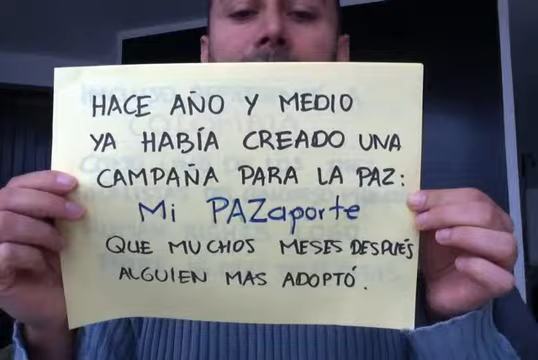 HACE AÑO Y MEDIO
YA HABÍA CREADO UNA
CAMPAÑA PARA LA PAZ:
Mi PAZaporte
QUE MUCHOS MESES DESPUÉS
ALGUIEN MAS ADOPTÓ.